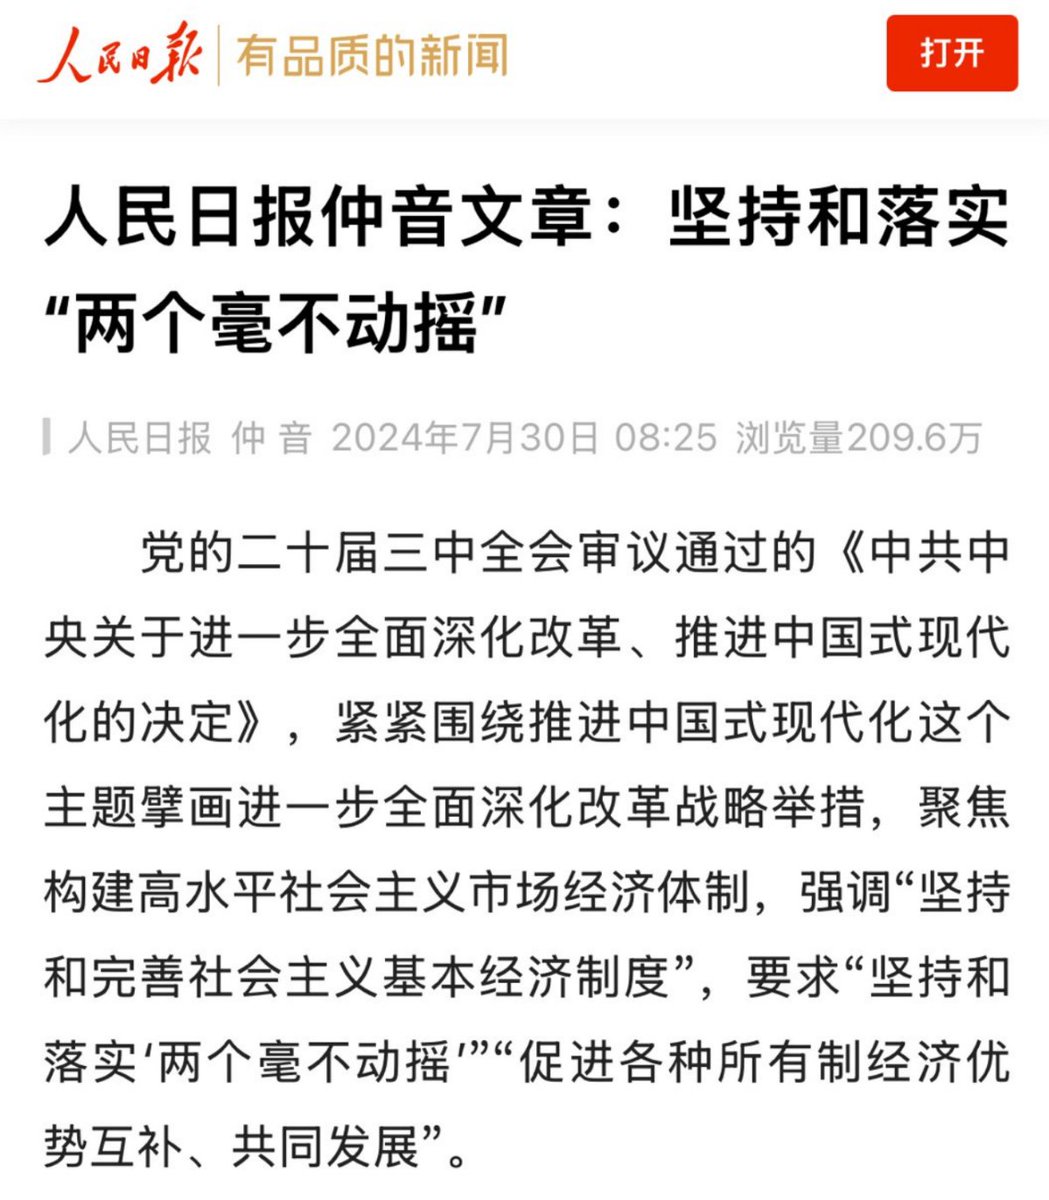 人民日报 有品质的新闻
打开
人民日报仲音文章：坚持和落实
“两个毫不动摇”
人民日报 仲 音 2024年7月30日 08:25 浏览量209.6万
党的二十届三中全会审议通过的《中共中
央关于进一步全面深化改革、推进中国式现代
化的决定》，紧紧围绕推进中国式现代化这个
主题擘画进一步全面深化改革战略举措，聚焦
构建高水平社会主义市场经济体制，强调“坚持
和完善社会主义基本经济制度”，要求“坚持和
落实‘两个毫不动摇’”“促进各种所有制经济优
势互补、共同发展”。